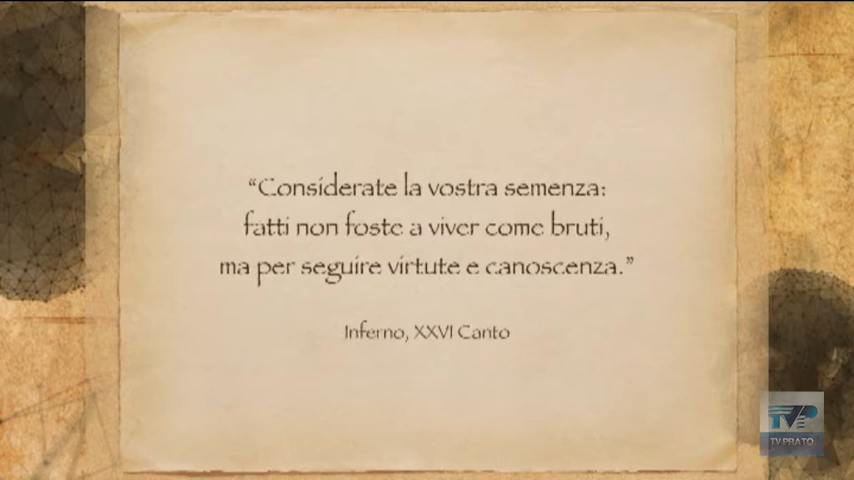 “Considerate la vostra semenza:
fatti non foste a viver come bruti,
ma per seguire virtute e canoscenza.”
Inferno, XXVI Canto
TVP
TV PRATO